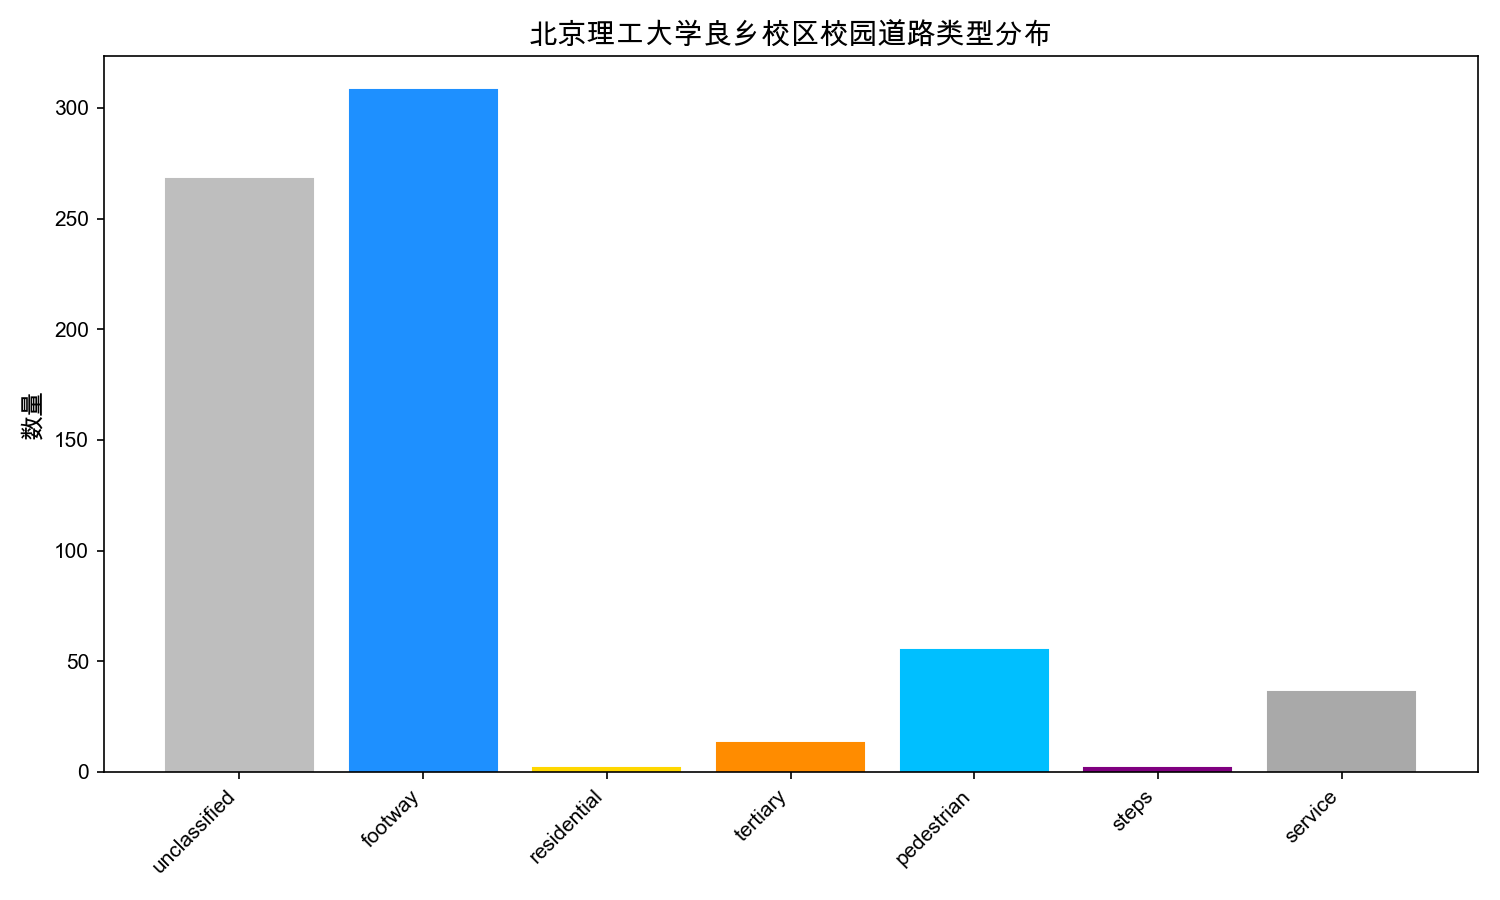 北京理工大学良乡校区校园道路类型分布
数量
300
250
200
150
100
50
0
unclassified
footway
residential
tertiary
pedestrian
steps
service